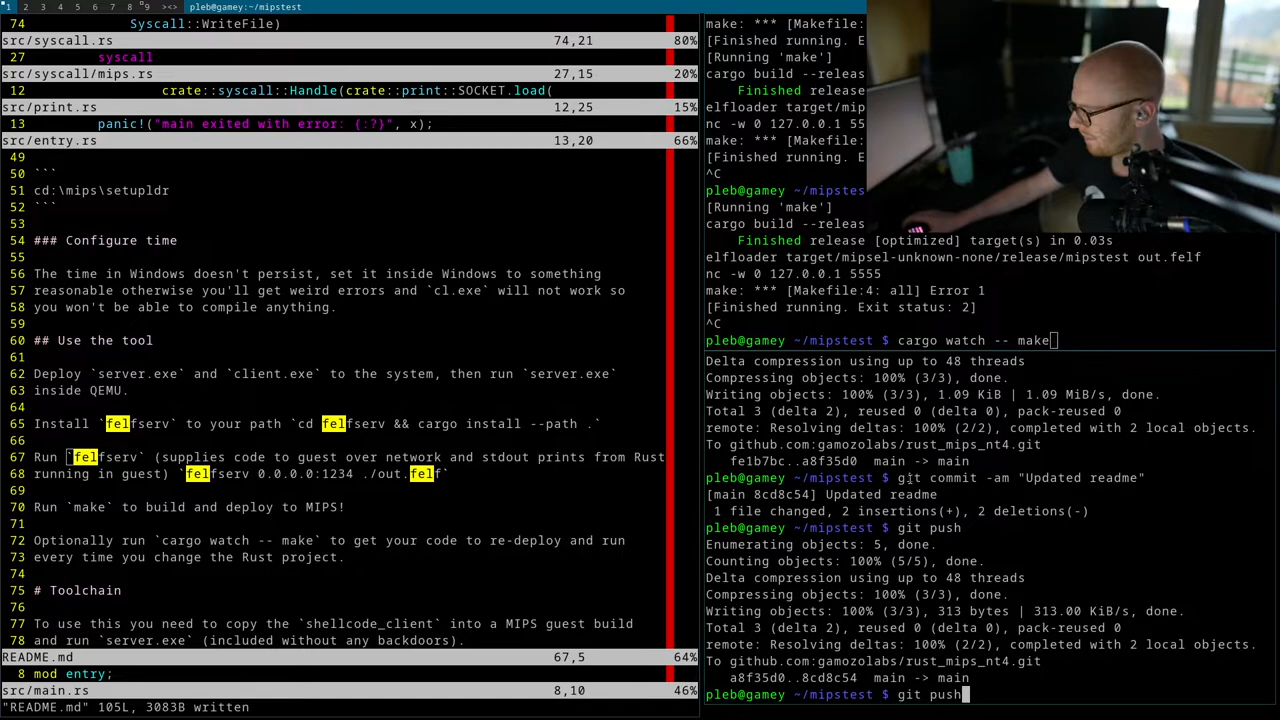 1 2 3 4 5 6 7 8 9 ><> pleb@gamey:~/mipstest
74 Syscall::WriteFile)
src/syscall.rs 74,21 80%
27 syscall
src/syscall/mips.rs 27,15 20%
12 crate::syscall::Handle(crate::print::SOCKET.load(
src/print.rs 12,25 15%
13 panic!("main exited with error: {:?}", x);
src/entry.rs 13,20 66%
49
50 ```
51 cd:\mips\setupldr
52 ```
53
54 ### Configure time
55
56 The time in Windows doesn't persist, set it inside Windows to something
57 reasonable otherwise you'll get weird errors and `cl.exe` will not work so
58 you won't be able to compile anything.
59
60 ## Use the tool
61
62 Deploy `server.exe` and `client.exe` to the system, then run `server.exe`
63 inside QEMU.
64
65 Install `felfserv` to your path `cd felfserv && cargo install --path .`
66
67 Run `felfserv` (supplies code to guest over network and stdout prints from Rust
68 running in guest) `felfserv 0.0.0.0:1234 ./out.felf`
69
70 Run `make` to build and deploy to MIPS!
71
72 Optionally run `cargo watch -- make` to get your code to re-deploy and run
73 every time you change the Rust project.
74
75 # Toolchain
76
77 To use this you need to copy the `shellcode_client` into a MIPS guest build
78 and run `server.exe` (included without any backdoors).
README.md 67,5 64%
8 mod entry;
src/main.rs 8,10 46%
"README.md" 105L, 3083B written
make: *** [Makefile:4
[Finished running. E
[Running 'make']
cargo build --releas
Finished release
elfloader target/mip
nc -w 0 127.0.0.1 55
make: *** [Makefile:
[Finished running. E
^C
pleb@gamey ~/mipstes
[Running 'make']
cargo build --releas
Finished release [optimized] target(s) in 0.03s
elfloader target/mipsel-unknown-none/release/mipstest out.felf
nc -w 0 127.0.0.1 5555
make: *** [Makefile:4: all] Error 1
[Finished running. Exit status: 2]
^C
pleb@gamey ~/mipstest $ cargo watch -- make
Delta compression using up to 48 threads
Compressing objects: 100% (3/3), done.
Writing objects: 100% (3/3), 1.09 KiB | 1.09 MiB/s, done.
Total 3 (delta 2), reused 0 (delta 0), pack-reused 0
remote: Resolving deltas: 100% (2/2), completed with 2 local objects.
To github.com:gamozolabs/rust_mips_nt4.git
fe1b7bc..a8f35d0 main -> main
pleb@gamey ~/mipstest $ git commit -am "Updated readme"
[main 8cd8c54] Updated readme
1 file changed, 2 insertions(+), 2 deletions(-)
pleb@gamey ~/mipstest $ git push
Enumerating objects: 5, done.
Counting objects: 100% (5/5), done.
Delta compression using up to 48 threads
Compressing objects: 100% (3/3), done.
Writing objects: 100% (3/3), 313 bytes | 313.00 KiB/s, done.
Total 3 (delta 2), reused 0 (delta 0), pack-reused 0
remote: Resolving deltas: 100% (2/2), completed with 2 local objects.
To github.com:gamozolabs/rust_mips_nt4.git
a8f35d0..8cd8c54 main -> main
pleb@gamey ~/mipstest $ git push